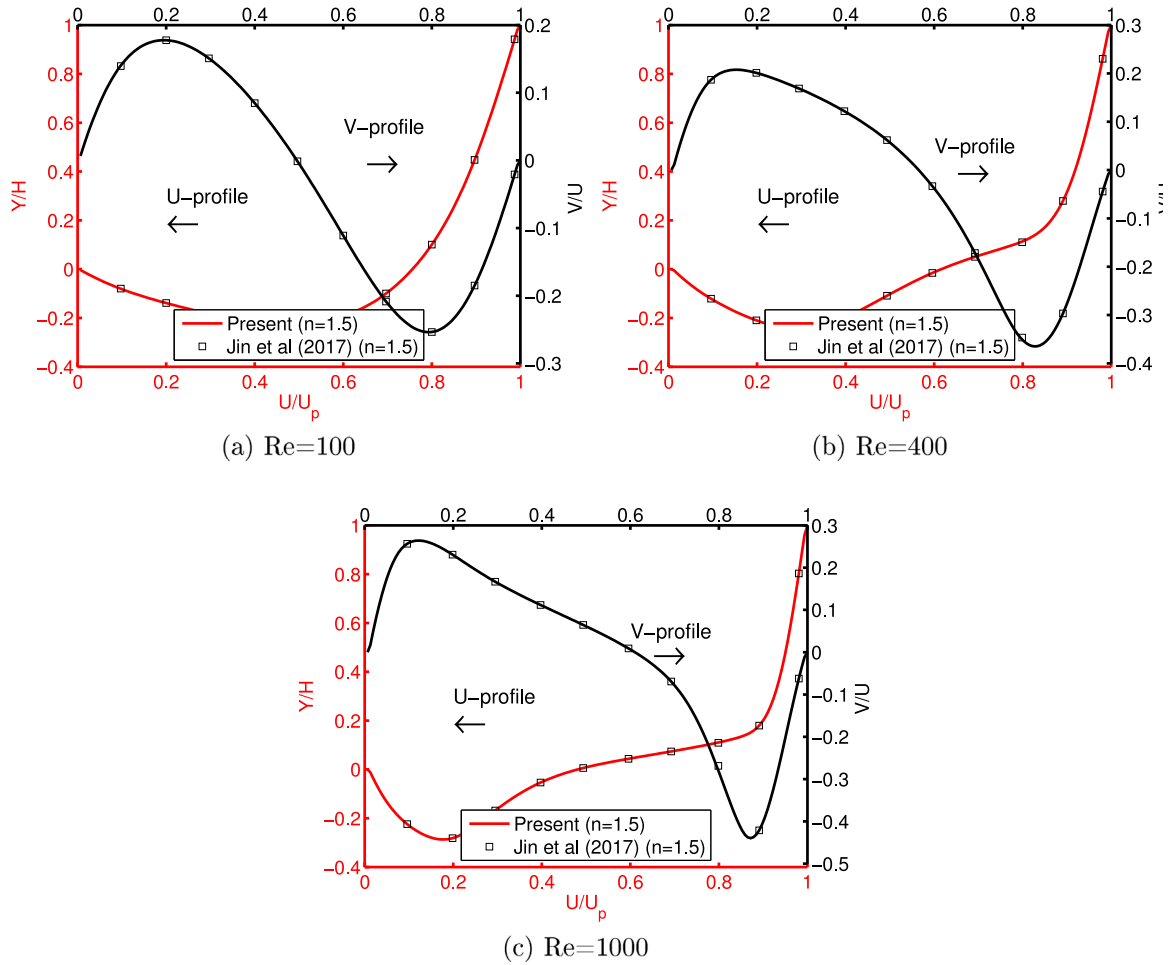 0 0.2 0.4 0.6 0.8 1
1 0.8 0.6 0.4 0.2 0 −0.2 −0.4
Y/H
0.2 0.1 0 −0.1 −0.2 −0.3
V/U
V−profile
U−profile
Present (n=1.5)
Jin et al (2017) (n=1.5)
0 0.2 0.4 0.6 0.8 1
U/Up
(a) Re=100
0 0.2 0.4 0.6 0.8 1
1 0.8 0.6 0.4 0.2 0 −0.2 −0.4
Y/H
0.3 0.2 0.1 0 −0.1 −0.2 −0.3 −0.4
V/U
V−profile
U−profile
Present (n=1.5)
Jin et al (2017) (n=1.5)
0 0.2 0.4 0.6 0.8 1
U/Up
(b) Re=400
0 0.2 0.4 0.6 0.8 1
1 0.8 0.6 0.4 0.2 0 −0.2 −0.4
Y/H
0.3 0.2 0.1 0 −0.1 −0.2 −0.3 −0.4 −0.5
V/U
V−profile
U−profile
Present (n=1.5)
Jin et al (2017) (n=1.5)
0 0.2 0.4 0.6 0.8 1
U/Up
(c) Re=1000